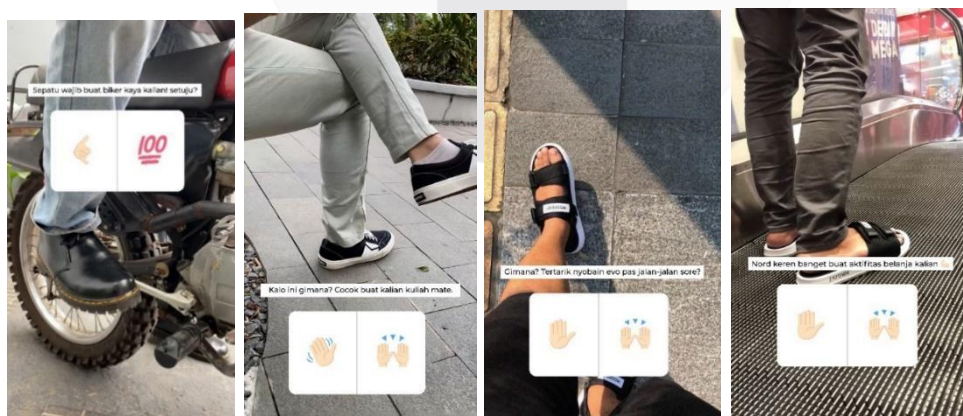 Sepatu wajib buat biker kaya kalian! setuju?
100
Kalo ini gimana? Cocok buat kalian kuliah mate.
Gimana? Tertarik nyobain evo pas jalan-jalan sore?
Nord keren banget buat aktifitas belanja kalian